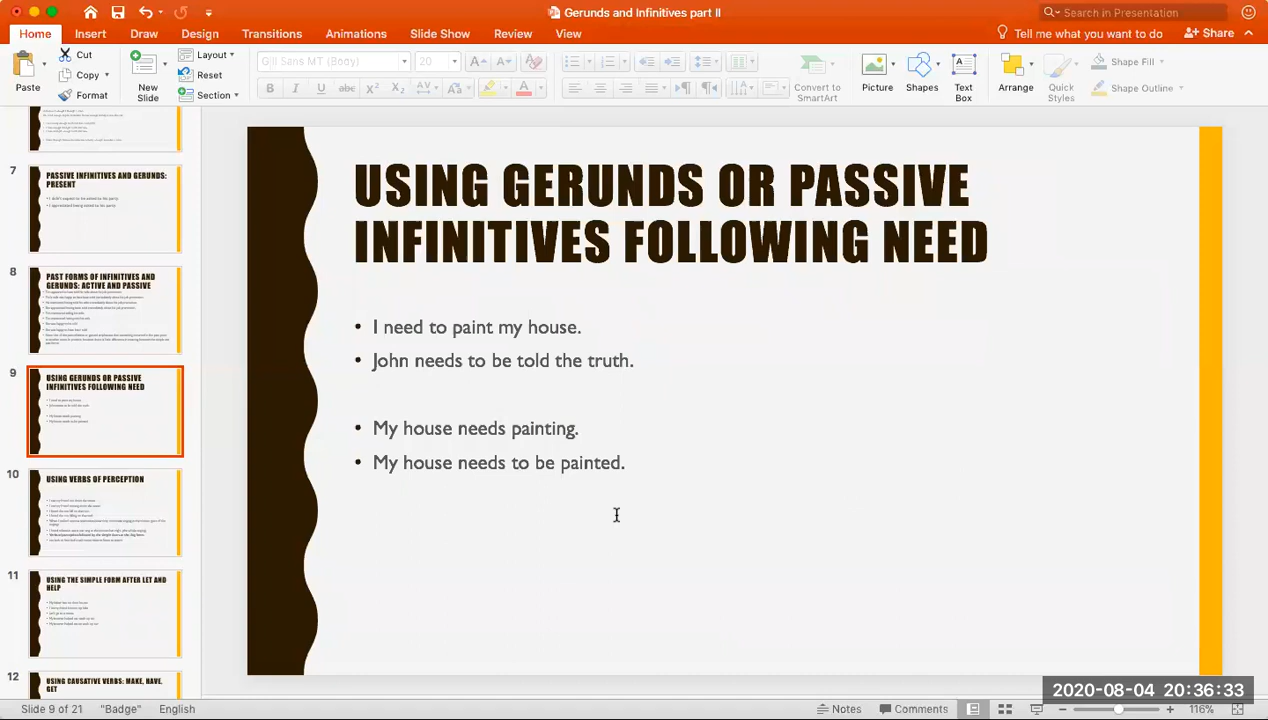 Gerunds and Infinitives part II
Search in Presentation
Home Insert Draw Design Transitions Animations Slide Show Review View
Tell me what you want to do
Share
Paste
Cut
Copy
Format
New Slide
Layout
Reset
Section
Gill Sans MT (Body) 20
Convert to SmartArt
Picture
Shapes
Text Box
Arrange
Quick Styles
Shape Fill
Shape Outline
7
PASSIVE INFINITIVES AND GERUNDS:
PRESENT
8
PAST FORMS OF INFINITIVES AND
GERUNDS: ACTIVE AND PASSIVE
9
USING GERUNDS OR PASSIVE
INFINITIVES FOLLOWING NEED
10
USING VERBS OF PERCEPTION
11
USING THE SIMPLE FORM AFTER LET AND
HELP
12
USING CAUSATIVE VERBS: MAKE, HAVE,
GET
USING GERUNDS OR PASSIVE
INFINITIVES FOLLOWING NEED
• I need to paint my house.
• John needs to be told the truth.
• My house needs painting.
• My house needs to be painted.
2020-08-04 20:36:33
Slide 9 of 21 "Badge" English Notes Comments 116%